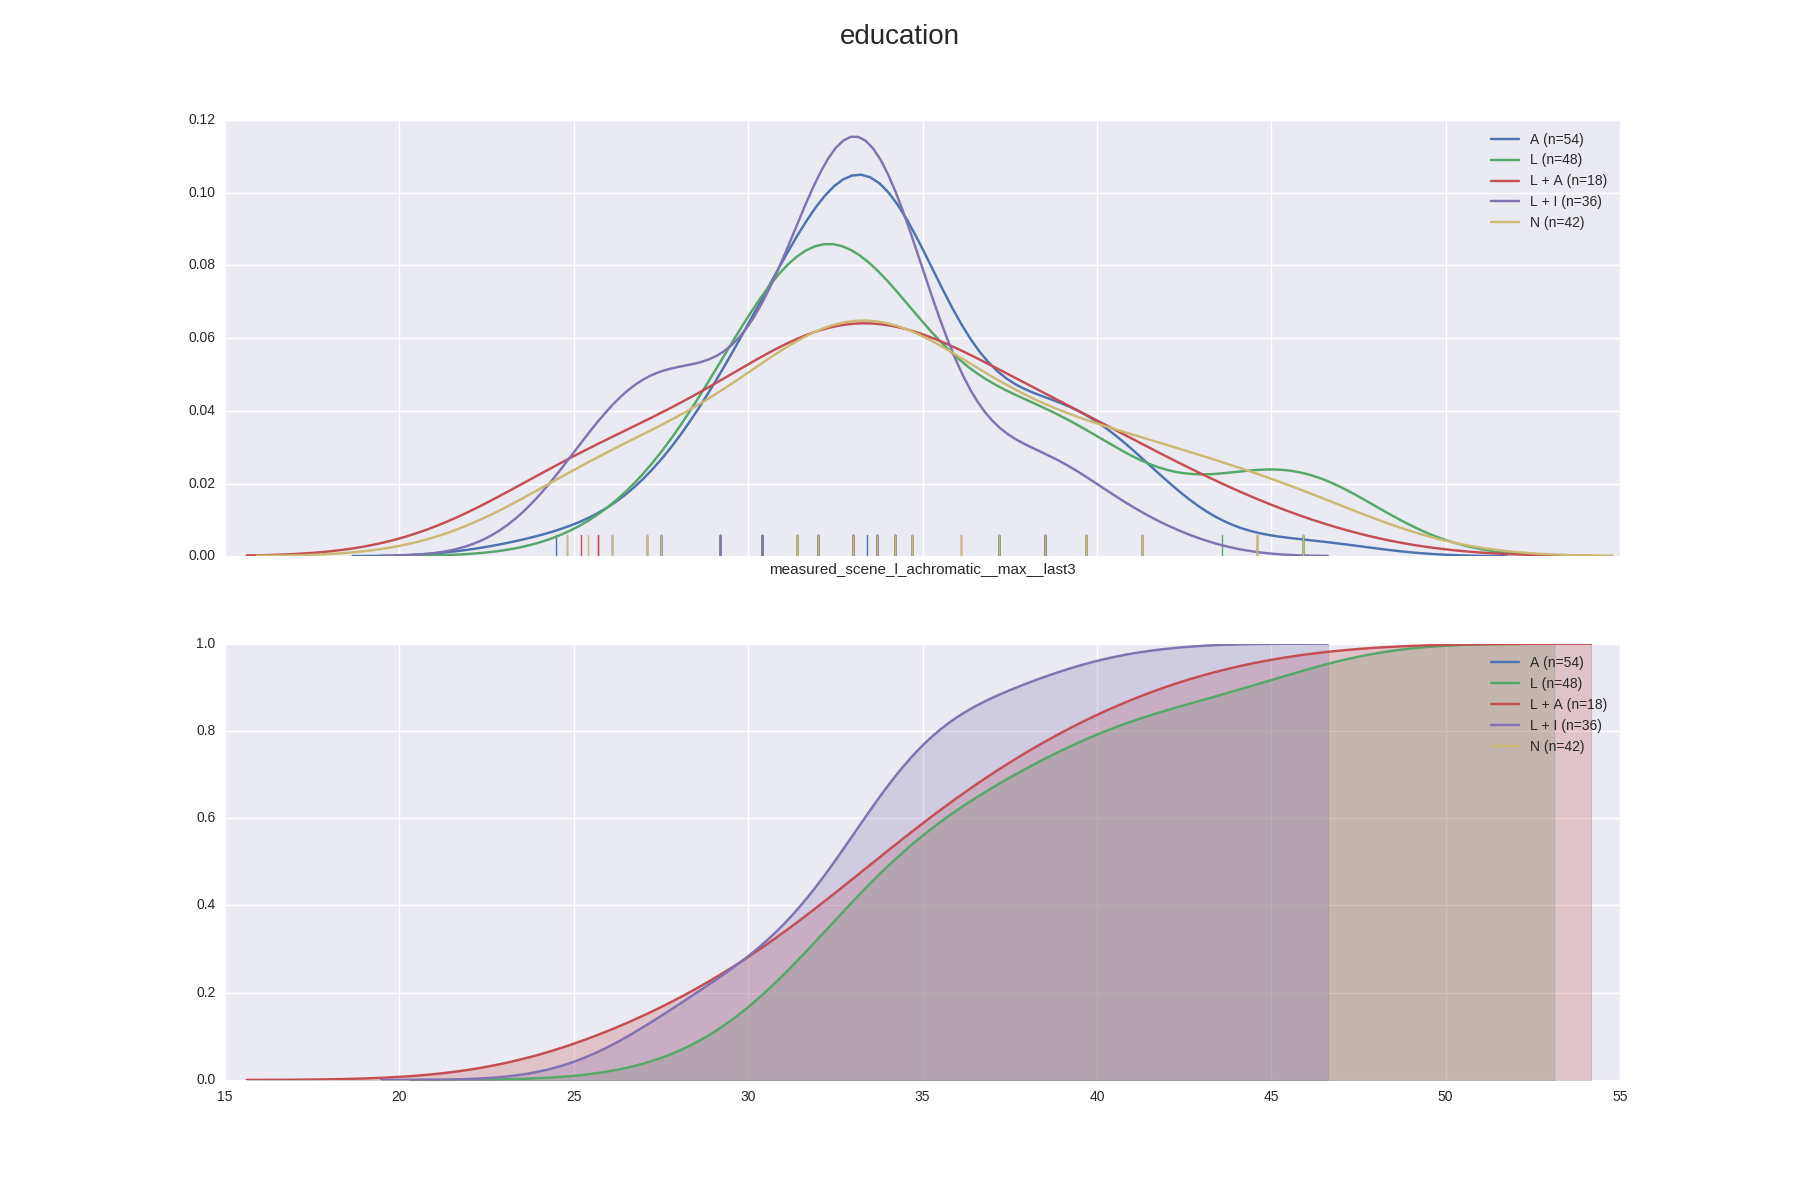 education
0.12
0.10
0.08
0.06
0.04
0.02
0.00
A (n=54)
L (n=48)
L + A (n=18)
L + I (n=36)
N (n=42)
measured_scene_l_achromatic__max__last3
1.0
0.8
0.6
0.4
0.2
0.0
A (n=54)
L (n=48)
L + A (n=18)
L + I (n=36)
N (n=42)
15 20 25 30 35 40 45 50 55